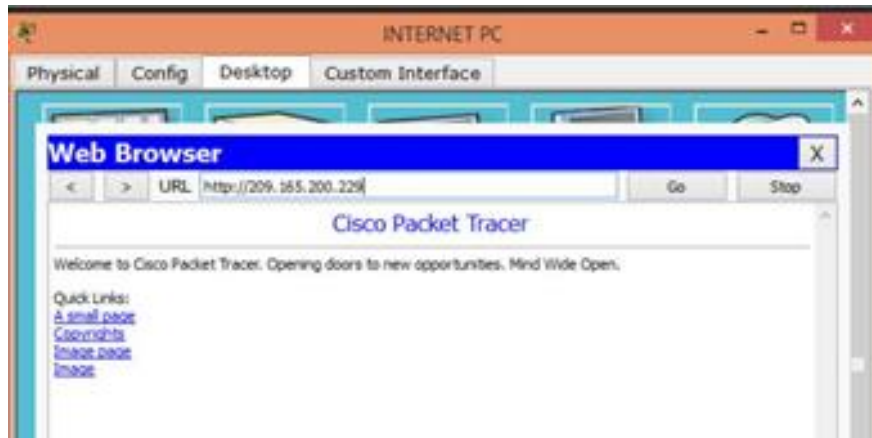 INTERNET PC
Physical Config Desktop Custom Interface
Web Browser X
< > URL http://209.165.200.229 Go Stop
Cisco Packet Tracer
Welcome to Cisco Packet Tracer. Opening doors to new opportunities. Mind Wide Open.
Quick Links:
A small page
Copyrights
Image page
Image